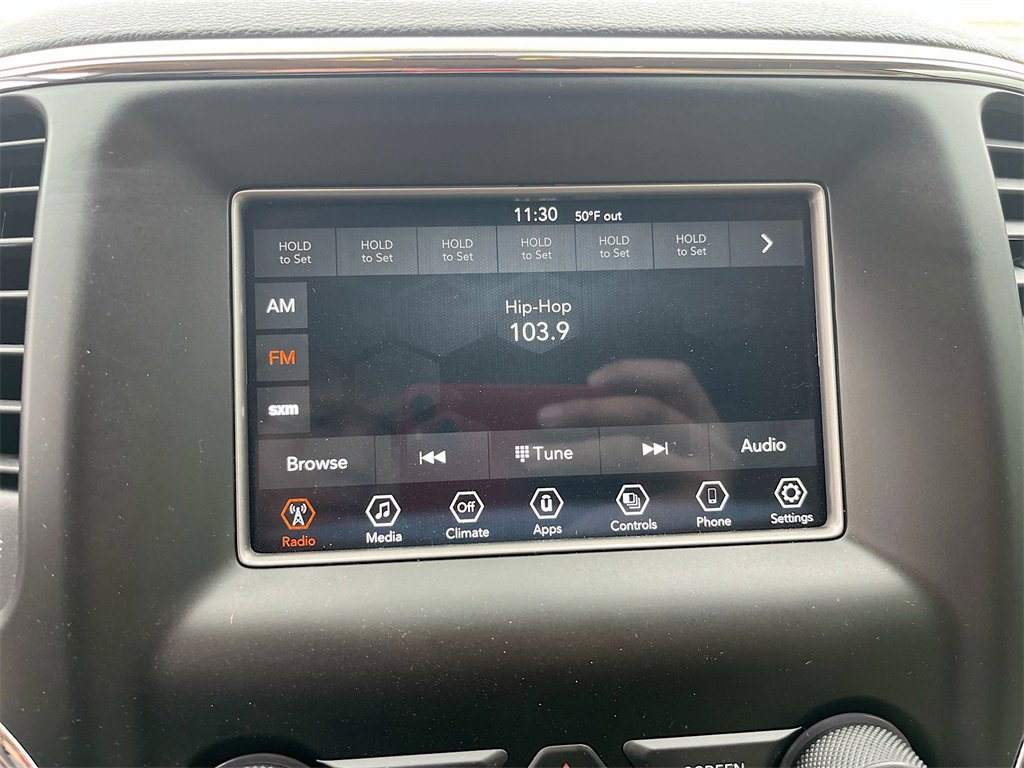 11:30 50°F out
HOLD to Set HOLD to Set HOLD to Set HOLD to Set HOLD to Set HOLD to Set
AM
Hip-Hop
103.9
FM
sxm
Browse Tune Audio
Radio Media Off Climate Apps Controls Phone Settings
SCREEN